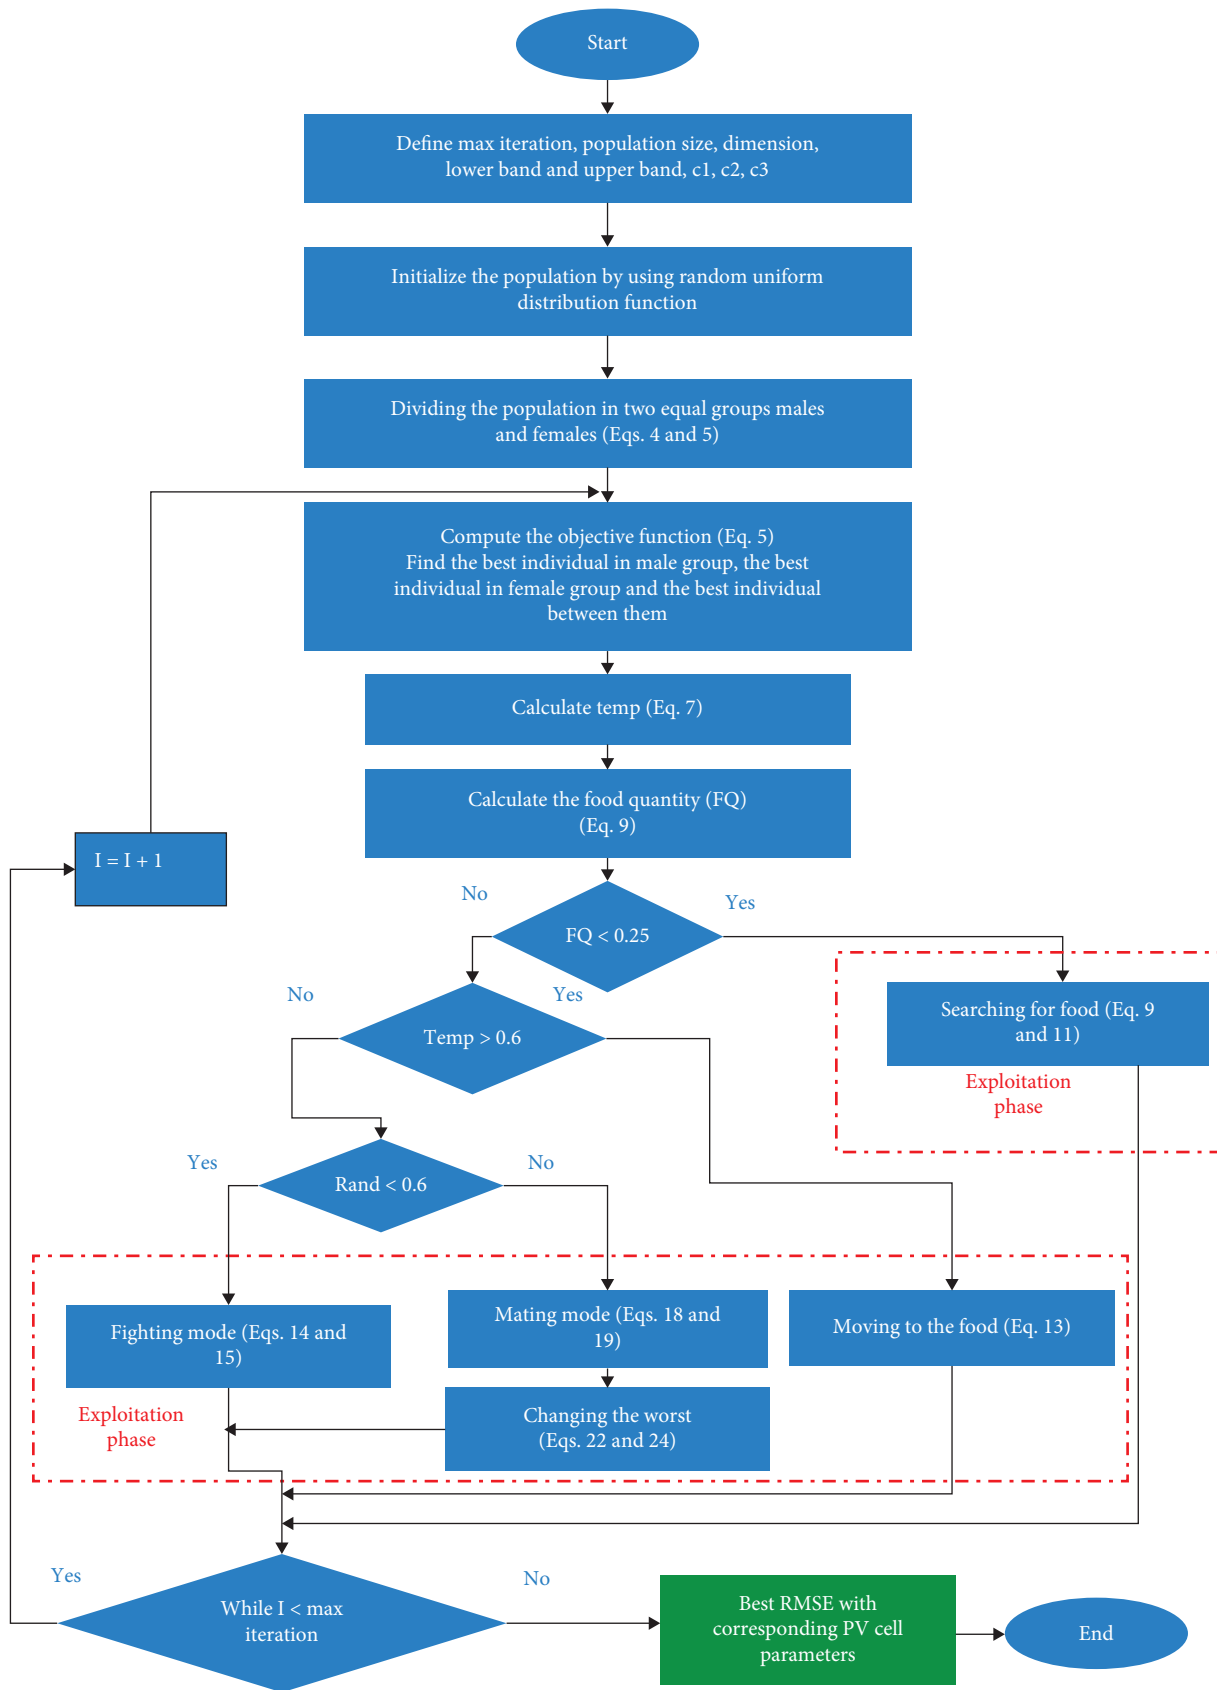 Start
Define max iteration, population size, dimension,
lower band and upper band, c1, c2, c3
Initialize the population by using random uniform
distribution function
Dividing the population in two equal groups males
and females (Eqs. 4 and 5)
Compute the objective function (Eq. 5)
Find the best individual in male group, the best
individual in female group and the best individual
between them
Calculate temp (Eq. 7)
Calculate the food quantity (FQ)
(Eq. 9)
I = I + 1
No
Yes
FQ < 0.25
No
Yes
Temp > 0.6
Searching for food (Eq. 9
and 11)
Exploitation
phase
Yes
No
Rand < 0.6
Fighting mode (Eqs. 14 and
15)
Mating mode (Eqs. 18 and
19)
Moving to the food (Eq. 13)
Changing the worst
(Eqs. 22 and 24)
Exploitation
phase
Yes
No
While I < max
iteration
Best RMSE with
corresponding PV cell
parameters
End